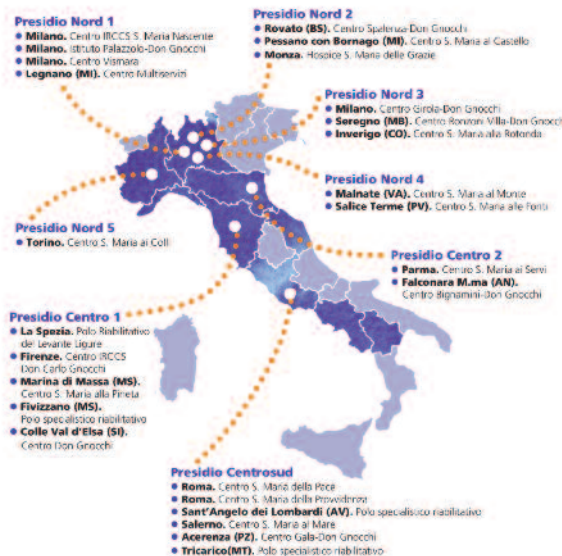 Presidio Nord 1
Milano. Centro IRCCS S. Maria Nascente
Milano. Istituto Palazzolo-Don Gnocchi
Milano. Centro Vismara
Legnano (MI). Centro Multiservizi
Presidio Nord 2
Rovato (BS). Centro Spalenza-Don Gnocchi
Pessano con Bornago (MI). Centro S. Maria al Castello
Monza. Hospice S. Maria delle Grazie
Presidio Nord 3
Milano. Centro Girola-Don Gnocchi
Seregno (MB). Centro Ronzoni Villa-Don Gnocchi
Inverigo (CO). Centro S. Maria alla Rotonda
Presidio Nord 4
Malnate (VA). Centro S. Maria al Monte
Salice Terme (PV). Centro S. Maria alle Fonti
Presidio Nord 5
Torino. Centro S. Maria ai Colli
Presidio Centro 2
Parma. Centro S. Maria ai Servi
Falconara M.ma (AN).
Centro Bignamini-Don Gnocchi
Presidio Centro 1
La Spezia. Polo Riabilitativo
del Levante Ligure
Firenze. Centro IRCCS
Don Carlo Gnocchi
Marina di Massa (MS).
Centro S. Maria alla Pineta
Fivizzano (MS).
Polo specialistico riabilitativo
Colle Val d'Elsa (SI).
Centro Don Gnocchi
Presidio Centrosud
Roma. Centro S. Maria della Pace
Roma. Centro S. Maria della Provvidenza
Sant'Angelo dei Lombardi (AV). Polo specialistico riabilitativo
Salerno. Centro S. Maria al Mare
Acerenza (PZ). Centro Gala-Don Gnocchi
Tricarico(MT). Polo specialistico riabilitativo